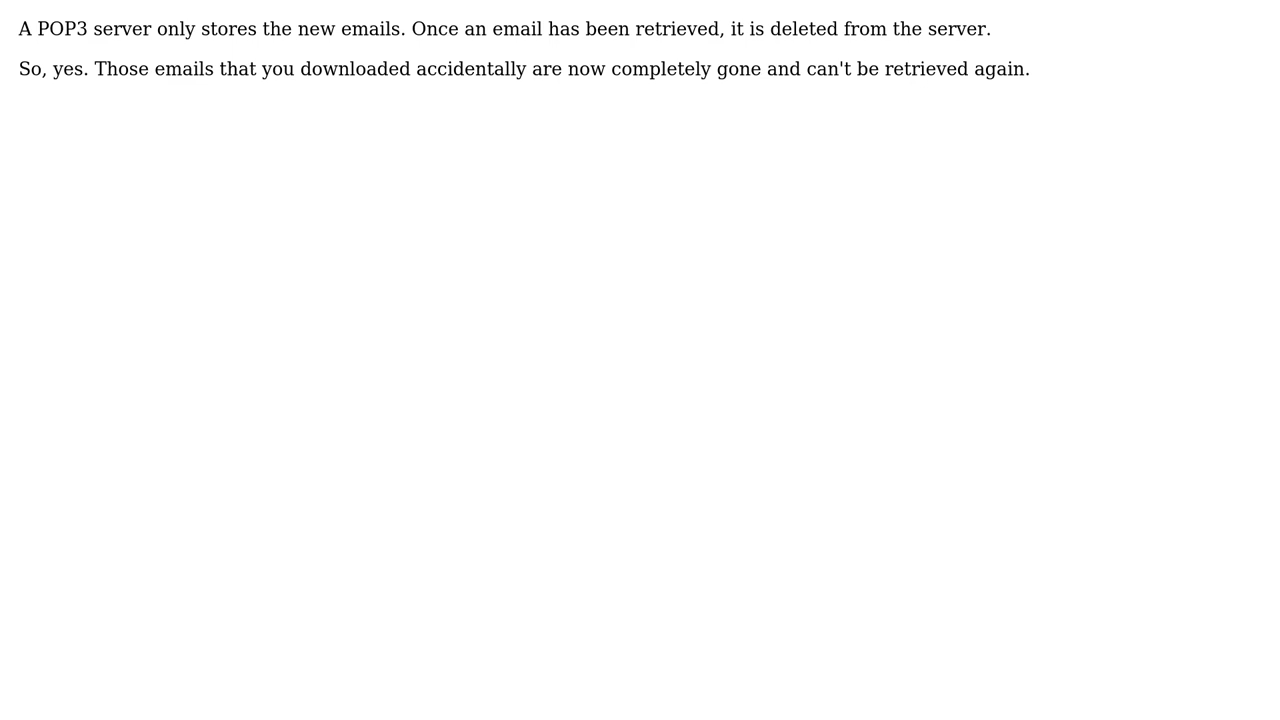 A POP3 server only stores the new emails. Once an email has been retrieved, it is deleted from the server.
So, yes. Those emails that you downloaded accidentally are now completely gone and can't be retrieved again.